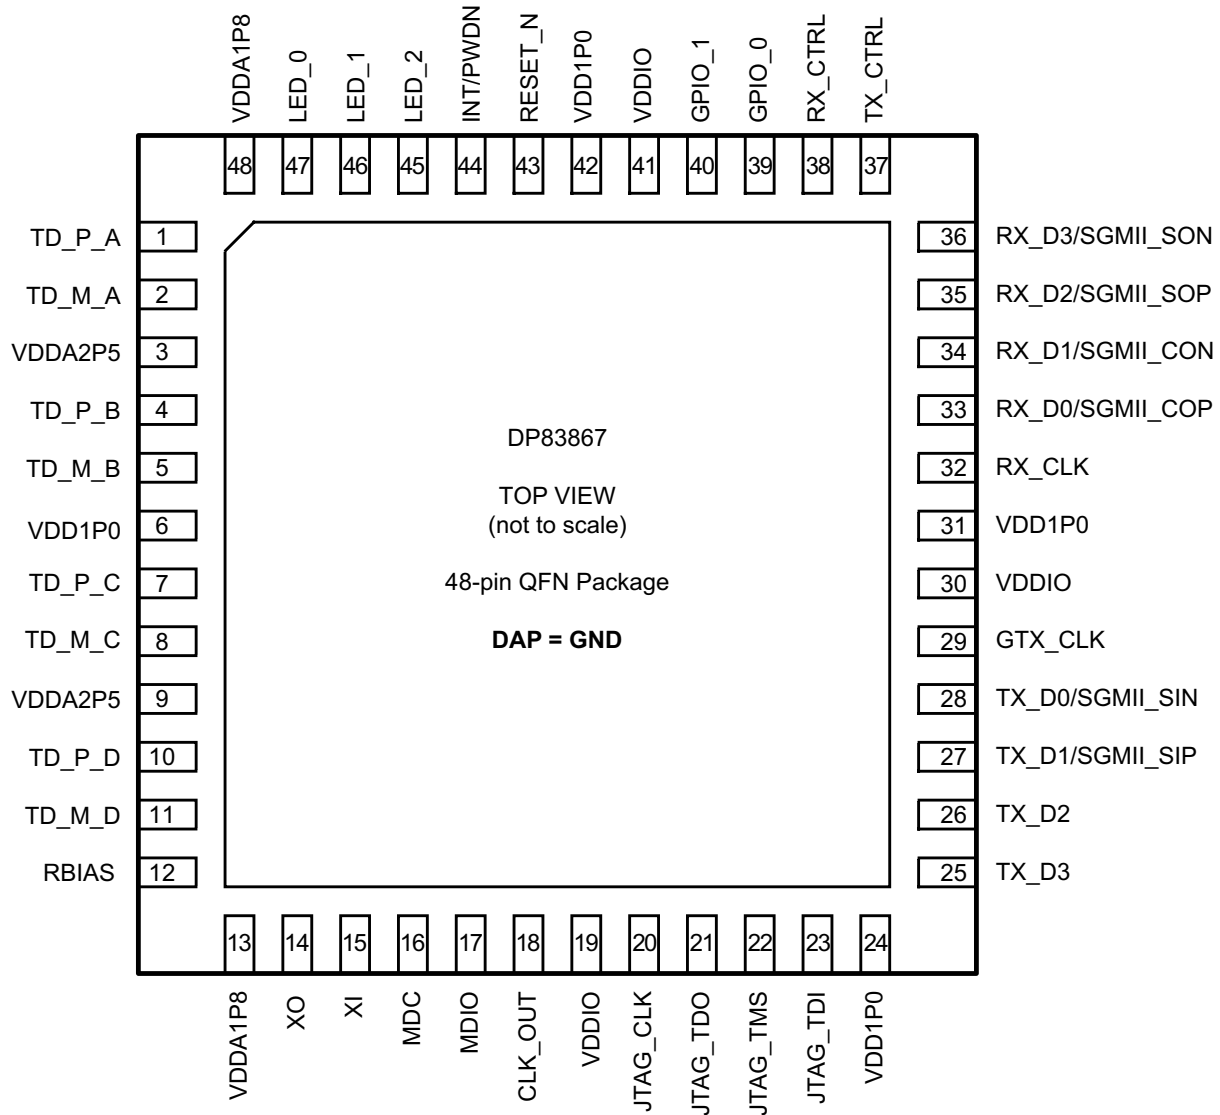 VDDA1P8
LED_0
LED_1
LED_2
INT/PWDN
RESET_N
VDD1P0
VDDIO
GPIO_1
GPIO_0
RX_CTRL
TX_CTRL
48
47
46
45
44
43
42
41
40
39
38
37
TD_P_A 1
TD_M_A 2
VDDA2P5 3
TD_P_B 4
TD_M_B 5
VDD1P0 6
TD_P_C 7
TD_M_C 8
VDDA2P5 9
TD_P_D 10
TD_M_D 11
RBIAS 12
DP83867
TOP VIEW
(not to scale)
48-pin QFN Package
DAP = GND
36 RX_D3/SGMII_SON
35 RX_D2/SGMII_SOP
34 RX_D1/SGMII_CON
33 RX_D0/SGMII_COP
32 RX_CLK
31 VDD1P0
30 VDDIO
29 GTX_CLK
28 TX_D0/SGMII_SIN
27 TX_D1/SGMII_SIP
26 TX_D2
25 TX_D3
13
14
15
16
17
18
19
20
21
22
23
24
VDDA1P8
XO
XI
MDC
MDIO
CLK_OUT
VDDIO
JTAG_CLK
JTAG_TDO
JTAG_TMS
JTAG_TDI
VDD1P0